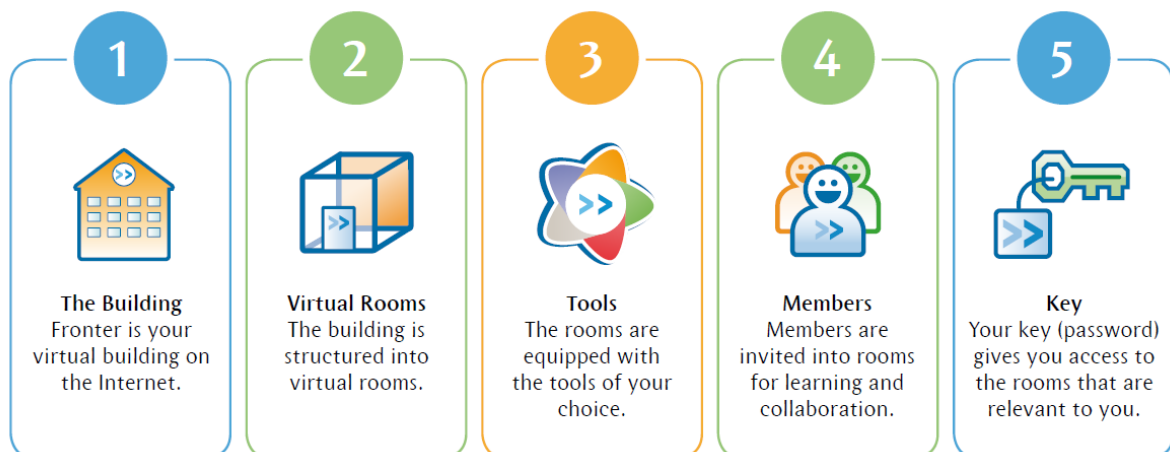 1
The Building
Fronter is your
virtual building on
the Internet.
2
Virtual Rooms
The building is
structured into
virtual rooms.
3
Tools
The rooms are
equipped with
the tools of your
choice.
4
Members
Members are
invited into rooms
for learning and
collaboration.
5
Key
Your key (password)
gives you access to
the rooms that are
relevant to you.